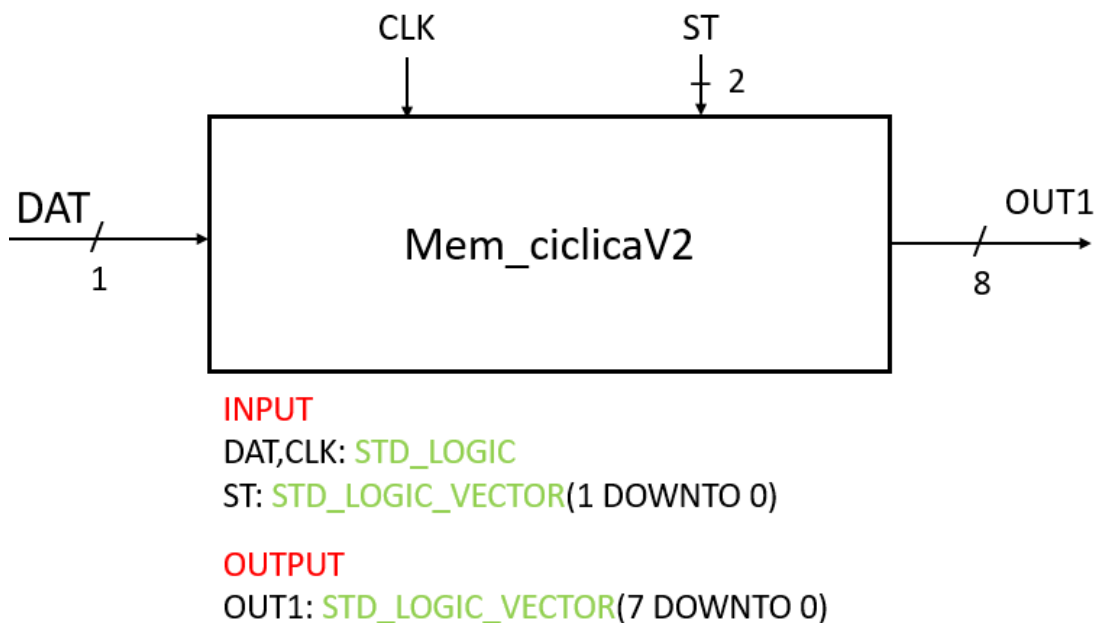 CLK ST
2
DAT OUT1
Mem_ciclicaV2
1 8
INPUT
DAT,CLK: STD_LOGIC
ST: STD_LOGIC_VECTOR(1 DOWNTO 0)
OUTPUT
OUT1: STD_LOGIC_VECTOR(7 DOWNTO 0)